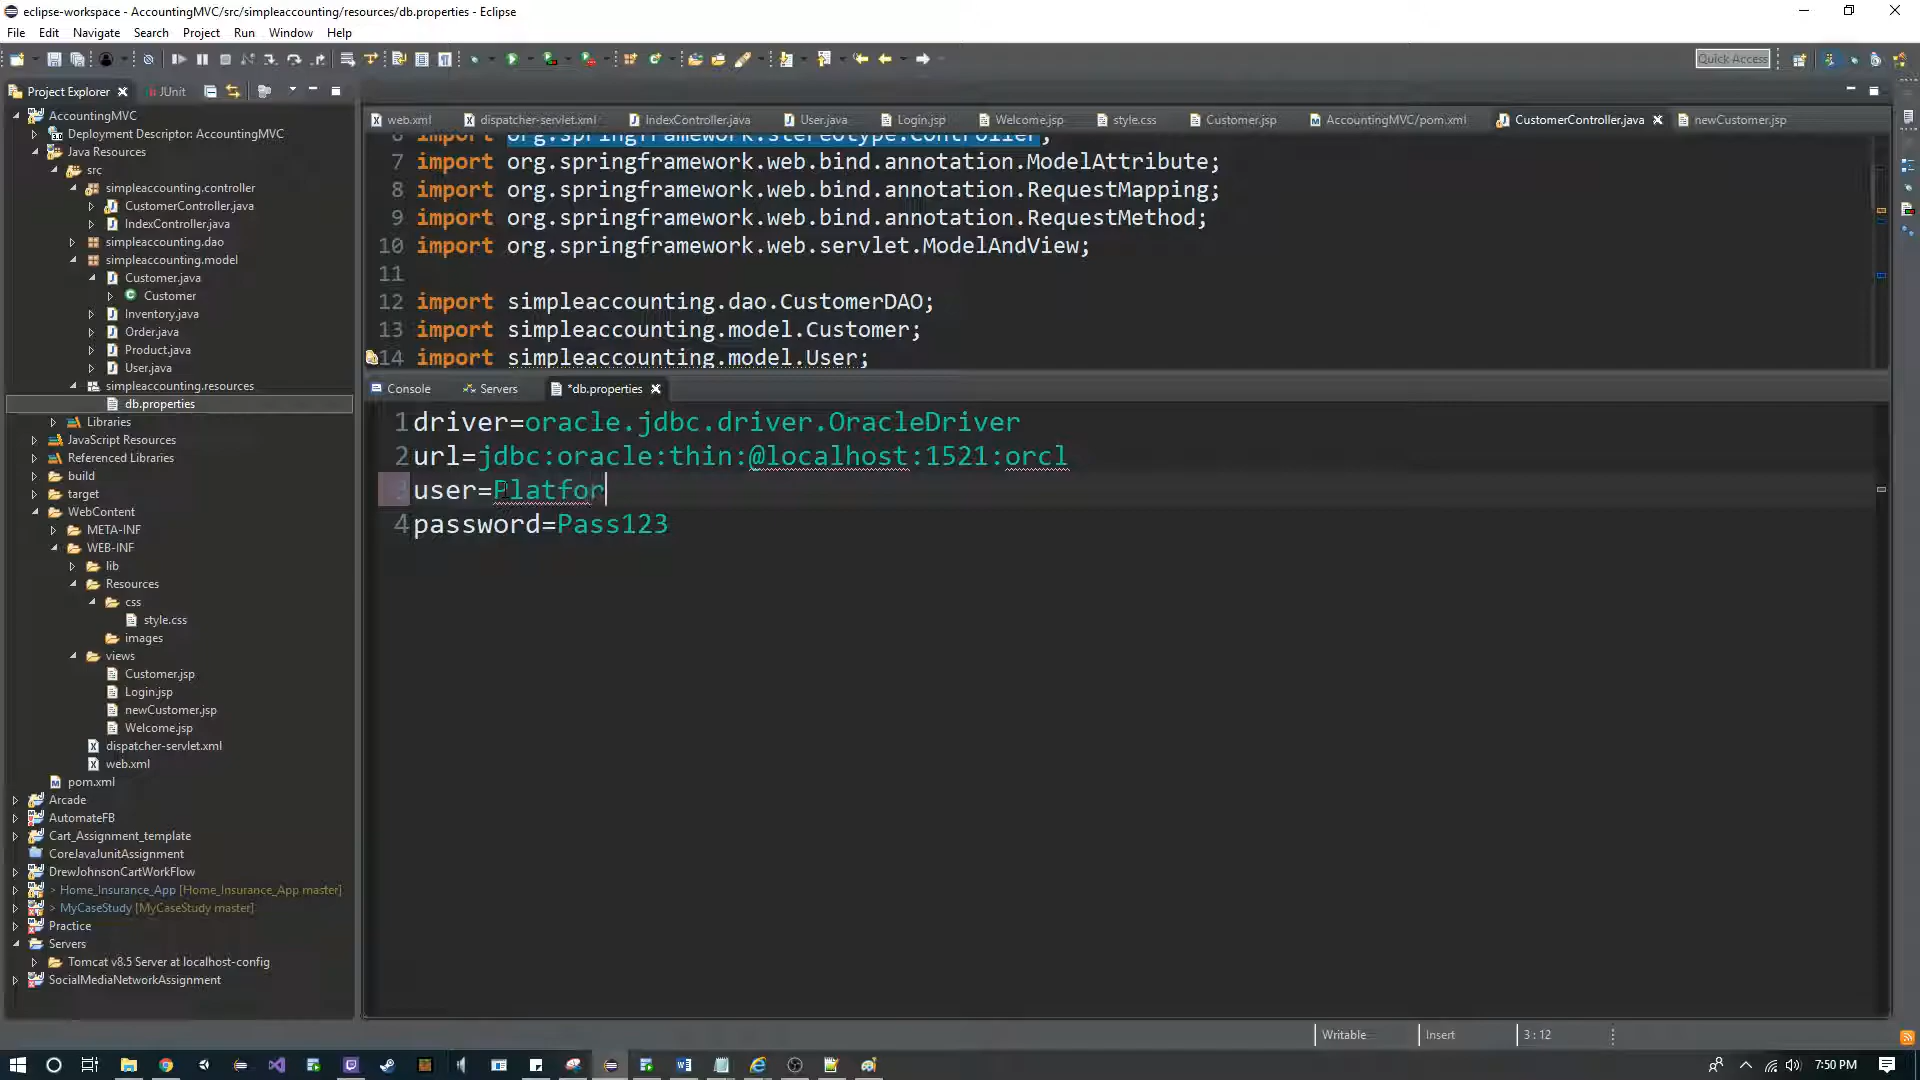 eclipse-workspace - AccountingMVC/src/simpleaccounting/resources/db.properties - Eclipse
File Edit Navigate Search Project Run Window Help
Quick Access
Project Explorer JUnit
AccountingMVC
Deployment Descriptor: AccountingMVC
Java Resources
src
simpleaccounting.controller
CustomerController.java
IndexController.java
simpleaccounting.dao
simpleaccounting.model
Customer.java
Customer
Inventory.java
Order.java
Product.java
User.java
simpleaccounting.resources
db.properties
Libraries
JavaScript Resources
Referenced Libraries
build
target
WebContent
META-INF
WEB-INF
lib
Resources
css
style.css
images
views
Customer.jsp
Login.jsp
newCustomer.jsp
Welcome.jsp
dispatcher-servlet.xml
web.xml
pom.xml
Arcade
AutomateFB
Cart_Assignment_template
CoreJavaJunitAssignment
DrewJohnsonCartWorkFlow
> Home_Insurance_App [Home_Insurance_App master]
> MyCaseStudy [MyCaseStudy master]
Practice
Servers
Tomcat v8.5 Server at localhost-config
SocialMediaNetworkAssignment
web.xml dispatcher-servlet.xml IndexController.java User.java Login.jsp Welcome.jsp style.css Customer.jsp AccountingMVC/pom.xml CustomerController.java newCustomer.jsp
6 import org.springframework.stereotype.Controller;
7 import org.springframework.web.bind.annotation.ModelAttribute;
8 import org.springframework.web.bind.annotation.RequestMapping;
9 import org.springframework.web.bind.annotation.RequestMethod;
10 import org.springframework.web.servlet.ModelAndView;
11
12 import simpleaccounting.dao.CustomerDAO;
13 import simpleaccounting.model.Customer;
14 import simpleaccounting.model.User;
Console Servers *db.properties
1 driver=oracle.jdbc.driver.OracleDriver
2 url=jdbc:oracle:thin:@localhost:1521:orcl
3 user=Platfor
4 password=Pass123
Writable Insert 3 : 12
7:50 PM